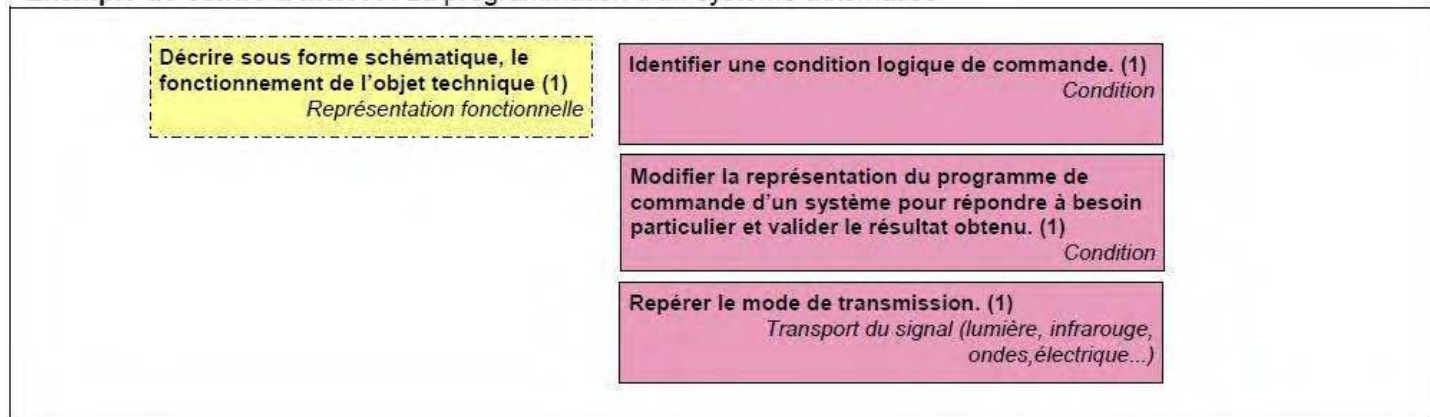 Décrire sous forme schématique, le
fonctionnement de l'objet technique (1)
Représentation fonctionnelle
Identifier une condition logique de commande. (1)
Condition
Modifier la représentation du programme de
commande d'un système pour répondre à besoin
particulier et valider le résultat obtenu. (1)
Condition
Repérer le mode de transmission. (1)
Transport du signal (lumière, infrarouge,
ondes,électrique...)